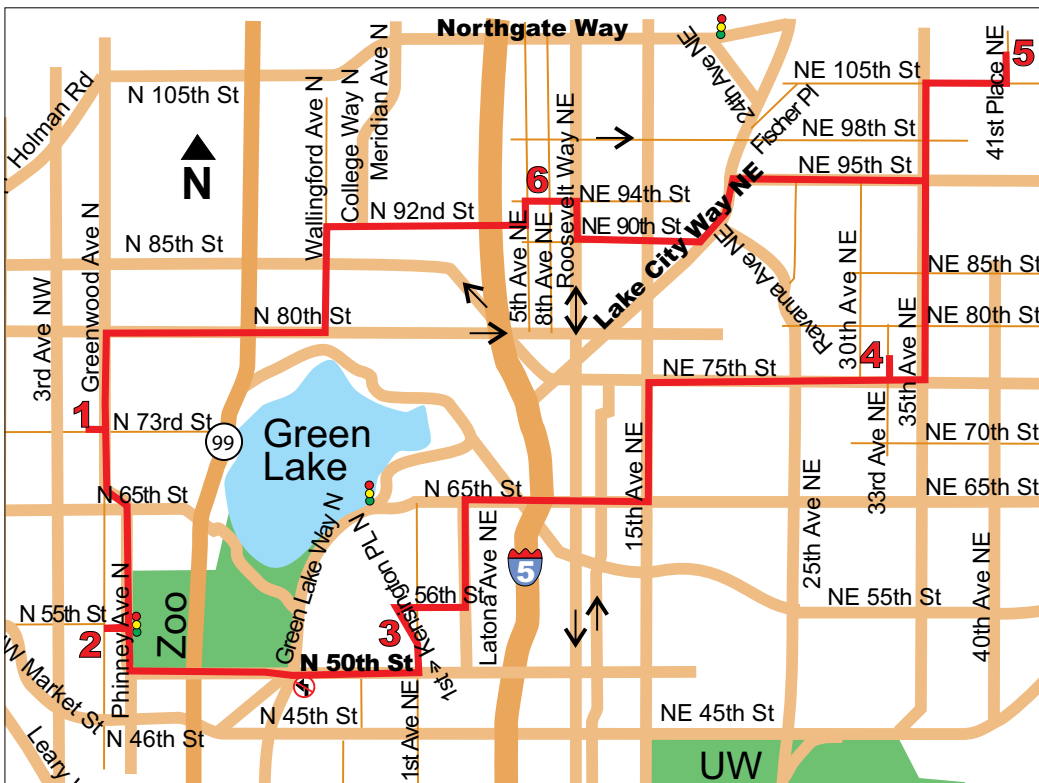 Northgate Way
Holman Rd
N 105th St
Wallingford Ave N
College Way N
Meridian Ave N
24th Ave NE
Fischer Pl
NE 105th St
41st Place NE
5
NE 98th St
N
3rd Ave NW
Greenwood Ave N
N 85th St
N 92nd St
6
5th Ave NE
8th Ave NE
Roosevelt Way NE
NE 94th St
NE 90th St
Lake City Way NE
NE 95th St
Ravanna Ave NE
30th Ave NE
35th Ave NE
NE 85th St
N 80th St
NE 80th St
4
NE 75th St
1
N 73rd St
99
Green
Lake
33rd Ave NE
NE 70th St
N 65th St
N 65th St
15th Ave NE
25th Ave NE
NE 65th St
Green Lake Way N
Kensington PL N
1st &
Latona Ave NE
5
56th St
3
N 55th St
2
Phinney Ave N
Zoo
NE 55th St
40th Ave NE
N 50th St
NW Market St
N 46th St
N 45th St
1st Ave NE
NE 45th St
UW
Leary